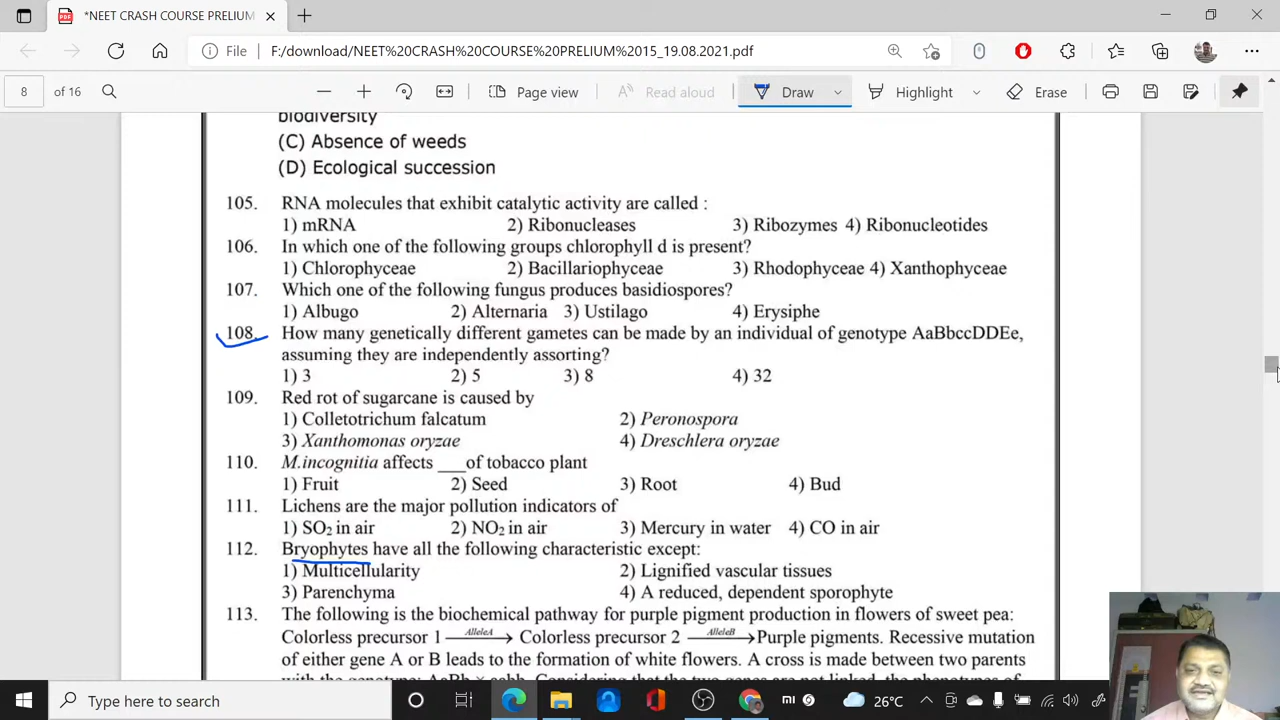 *NEET CRASH COURSE PRELIUM
File F:/download/NEET%20CRASH%20COURSE%20PRELIUM%2015_19.08.2021.pdf
8 of 16 Page view Read aloud Draw Highlight Erase
biodiversity
(C) Absence of weeds
(D) Ecological succession
105. RNA molecules that exhibit catalytic activity are called :
1) mRNA 2) Ribonucleases 3) Ribozymes 4) Ribonucleotides
106. In which one of the following groups chlorophyll d is present?
1) Chlorophyceae 2) Bacillariophyceae 3) Rhodophyceae 4) Xanthophyceae
107. Which one of the following fungus produces basidiospores?
1) Albugo 2) Alternaria 3) Ustilago 4) Erysiphe
108. How many genetically different gametes can be made by an individual of genotype AaBbccDDEe,
assuming they are independently assorting?
1) 3 2) 5 3) 8 4) 32
109. Red rot of sugarcane is caused by
1) Colletotrichum falcatum 2) Peronospora
3) Xanthomonas oryzae 4) Dreschlera oryzae
110. M.incognitia affects ___of tobacco plant
1) Fruit 2) Seed 3) Root 4) Bud
111. Lichens are the major pollution indicators of
1) SO2 in air 2) NO2 in air 3) Mercury in water 4) CO in air
112. Bryophytes have all the following characteristic except:
1) Multicellularity 2) Lignified vascular tissues
3) Parenchyma 4) A reduced, dependent sporophyte
113. The following is the biochemical pathway for purple pigment production in flowers of sweet pea:
Colorless precursor 1 AlleleA Colorless precursor 2 AlleleB Purple pigments. Recessive mutation
of either gene A or B leads to the formation of white flowers. A cross is made between two parents
Type here to search mi 26°C